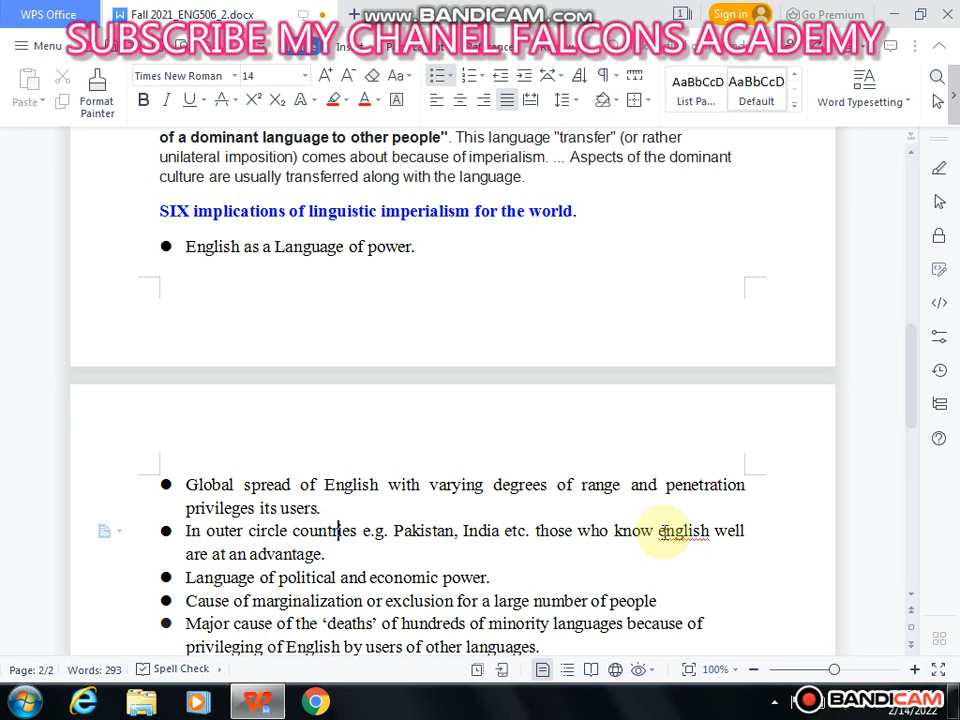 WPS Office
Fall 2021_ENG506_2.docx
www.BANDICAM.com
1
Sign in
Go Premium
Menu
SUBSCRIBE MY CHANEL FALCONS ACADEMY
Paste
Format
Painter
Times New Roman
14
AaBbCcD
AaBbCcD
List Pa...
Default
Word Typesetting
of a dominant language to other people". This language "transfer" (or rather
unilateral imposition) comes about because of imperialism. ... Aspects of the dominant
culture are usually transferred along with the language.
SIX implications of linguistic imperialism for the world.
● English as a Language of power.
● Global spread of English with varying degrees of range and penetration
privileges its users.
● In outer circle countries e.g. Pakistan, India etc. those who know english well
are at an advantage.
● Language of political and economic power.
● Cause of marginalization or exclusion for a large number of people
● Major cause of the ‘deaths’ of hundreds of minority languages because of
privileging of English by users of other languages.
Page: 2/2
Words: 293
Spell Check
100%
BANDICAM
2/14/2022